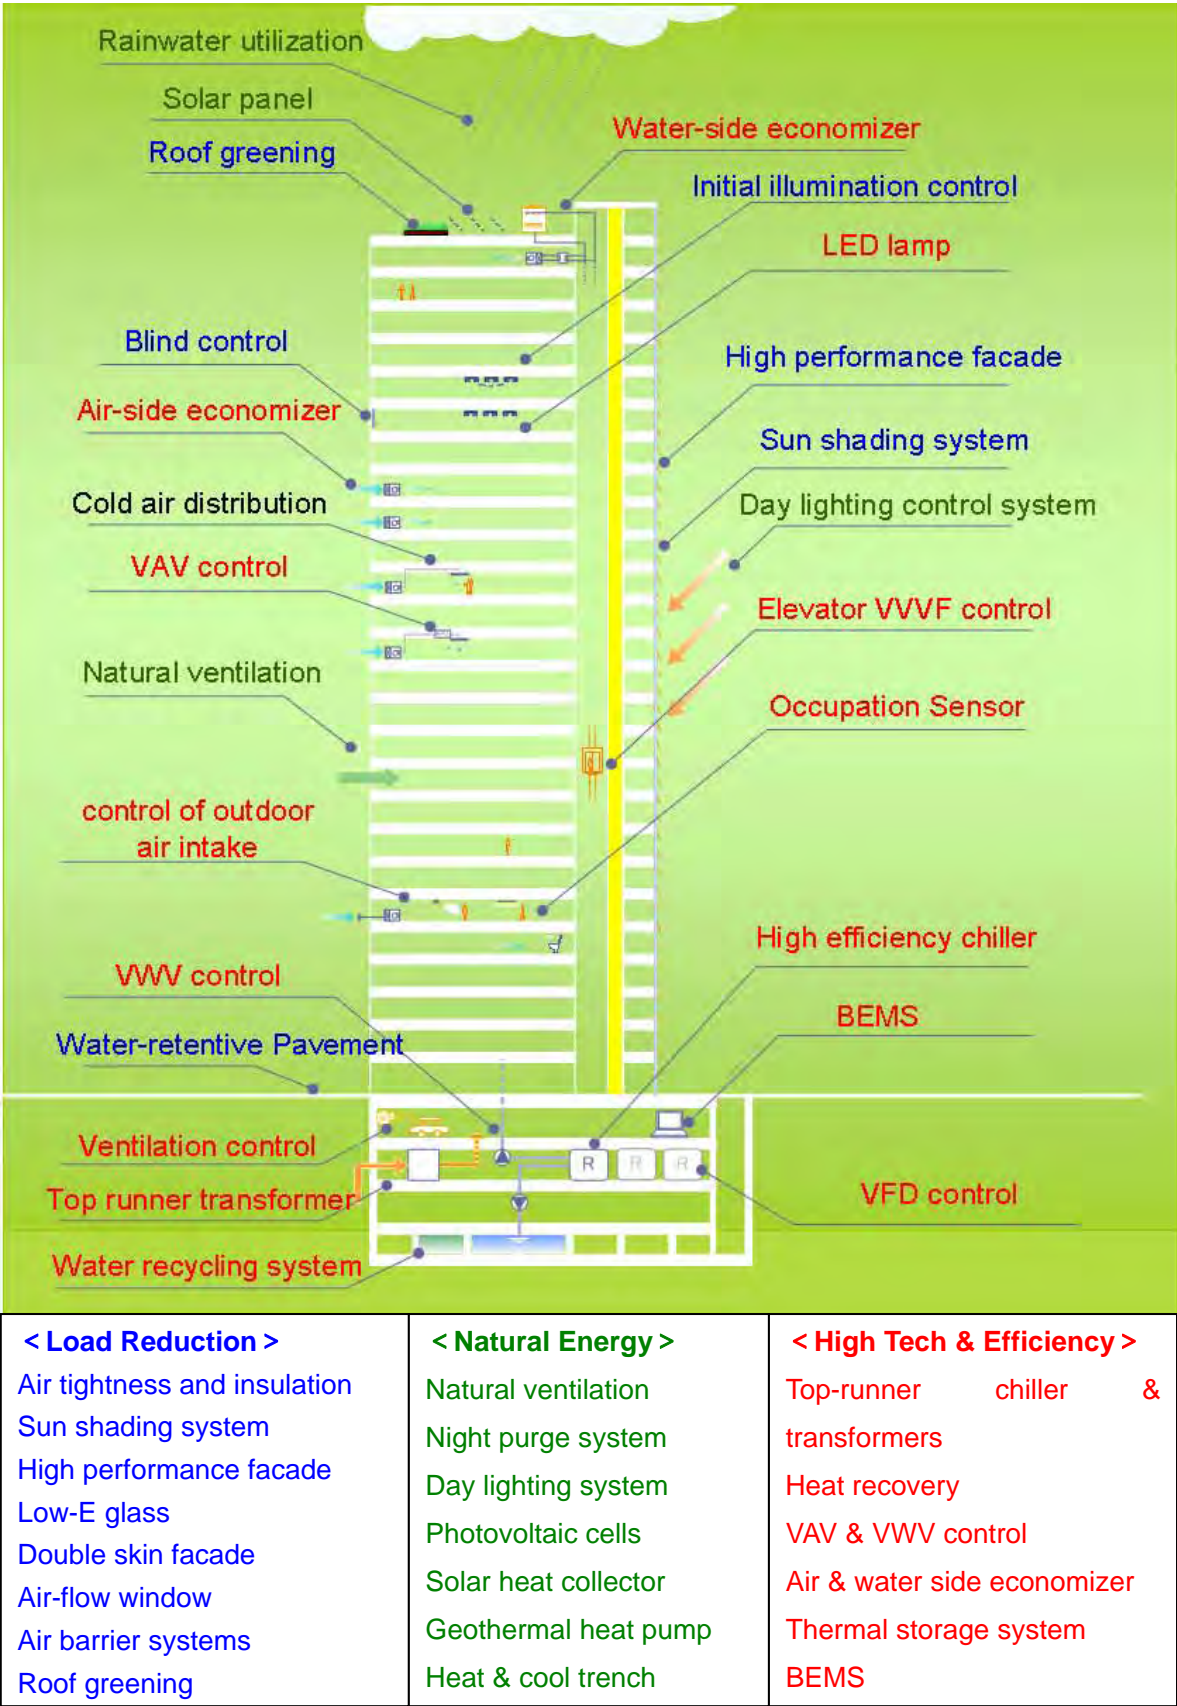 Rainwater utilization
Solar panel
Roof greening
Water-side economizer
Initial illumination control
LED lamp
Blind control
High performance facade
Air-side economizer
Sun shading system
Cold air distribution
Day lighting control system
VAV control
Elevator VVVF control
Natural ventilation
Occupation Sensor
control of outdoor
air intake
High efficiency chiller
VWV control
BEMS
Water-retentive Pavement
Ventilation control
R R R
Top runner transformer
VFD control
Water recycling system
<Load Reduction>
Air tightness and insulation
Sun shading system
High performance facade
Low-E glass
Double skin facade
Air-flow window
Air barrier systems
Roof greening
<Natural Energy>
Natural ventilation
Night purge system
Day lighting system
Photovoltaic cells
Solar heat collector
Geothermal heat pump
Heat & cool trench
<High Tech & Efficiency>
Top-runner chiller &
transformers
Heat recovery
VAV & VWV control
Air & water side economizer
Thermal storage system
BEMS